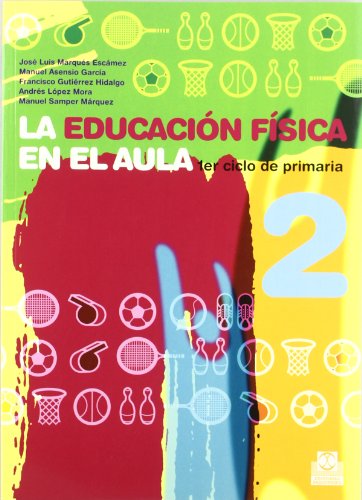 José Luis Marqués Escámez
Manuel Asensio García
Francisco Gutiérrez Hidalgo
Andrés López Mora
Manuel Samper Márquez
LA EDUCACIÓN FÍSICA
EN EL AULA
1er ciclo de primaria
2